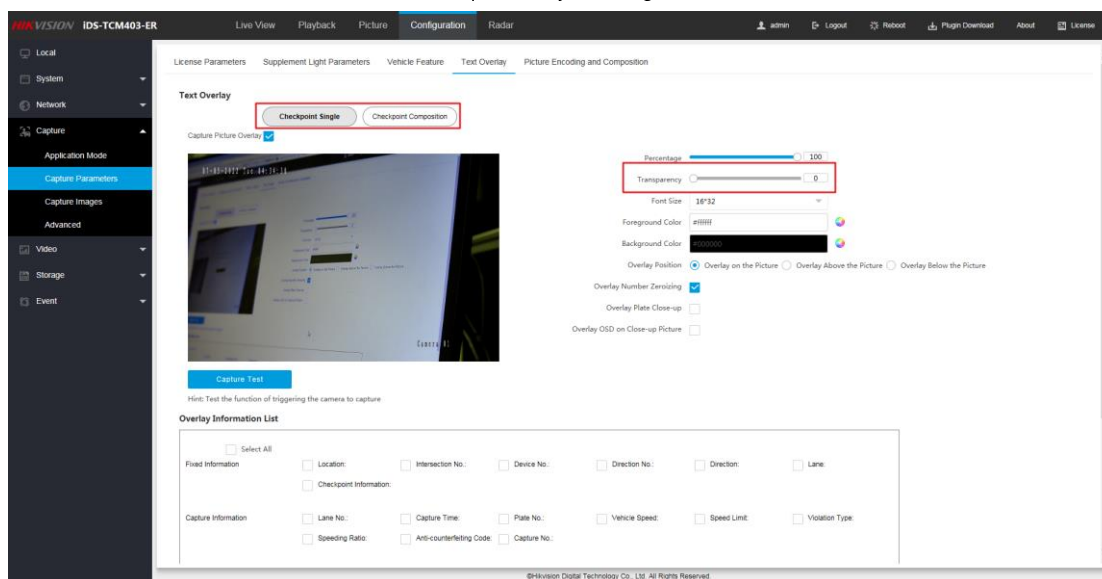 HIKVISION iDS-TCM403-ER Live View Playback Picture Configuration Radar admin Logout Reboot Plugin Download About License
Local
System
Network
Capture
Application Mode
Capture Parameters
Capture Images
Advanced
Video
Storage
Event
License Parameters Supplement Light Parameters Vehicle Feature Text Overlay Picture Encoding and Composition
Text Overlay
Checkpoint Single Checkpoint Composition
Capture Picture Overlay
Percentage 100
Transparency 0
Font Size 16*32
Foreground Color #ffffff
Background Color #000000
Overlay Position Overlay on the Picture Overlay Above the Picture Overlay Below the Picture
Overlay Number Zeroizing
Overlay Plate Close-up
Overlay OSD on Close-up Picture
Capture Test
Hint: Test the function of triggering the camera to capture
Overlay Information List
Select All
Fixed Information Location: Intersection No.: Device No.: Direction No.: Direction: Lane:
Checkpoint Information:
Capture Information Lane No.: Capture Time: Plate No.: Vehicle Speed: Speed Limit: Violation Type:
Speeding Ratio: Anti-counterfeiting Code: Capture No.:
©Hikvision Digital Technology Co., Ltd. All Rights Reserved.